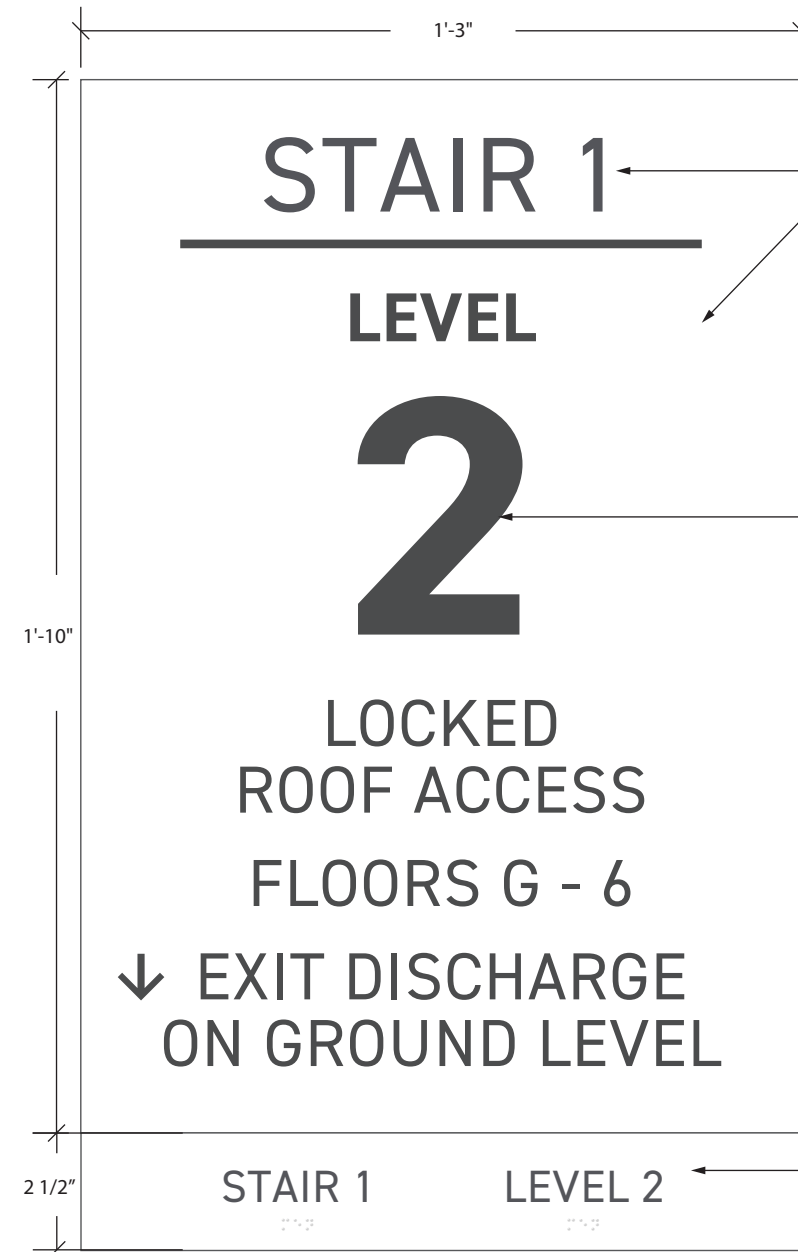 1'-3"
STAIR 1
LEVEL
2
1'-10"
LOCKED
ROOF ACCESS
FLOORS G - 6
↓ EXIT DISCHARGE
ON GROUND LEVEL
2 1/2”
STAIR 1 LEVEL 2